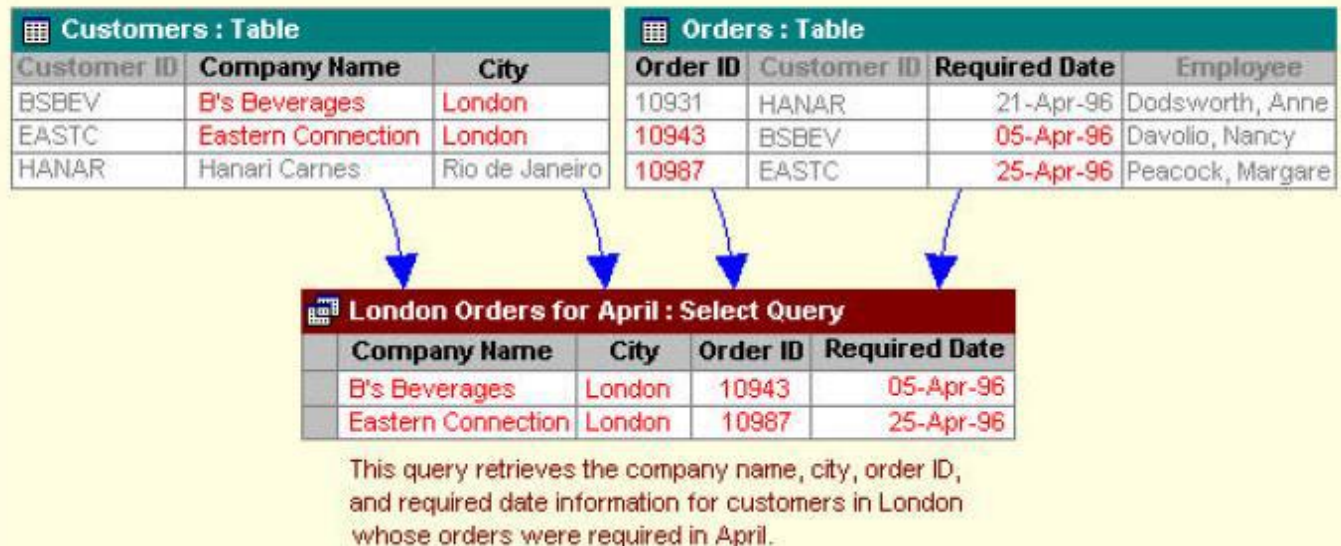 Customers : Table
Customer ID Company Name City
BSBEV B's Beverages London
EASTC Eastern Connection London
HANAR Hanari Carnes Rio de Janeiro
Orders : Table
Order ID Customer ID Required Date Employee
10931 HANAR 21-Apr-96 Dodsworth, Anne
10943 BSBEV 05-Apr-96 Davolio, Nancy
10987 EASTC 25-Apr-96 Peacock, Margare
London Orders for April : Select Query
Company Name City Order ID Required Date
B's Beverages London 10943 05-Apr-96
Eastern Connection London 10987 25-Apr-96
This query retrieves the company name, city, order ID,
and required date information for customers in London
whose orders were required in April.